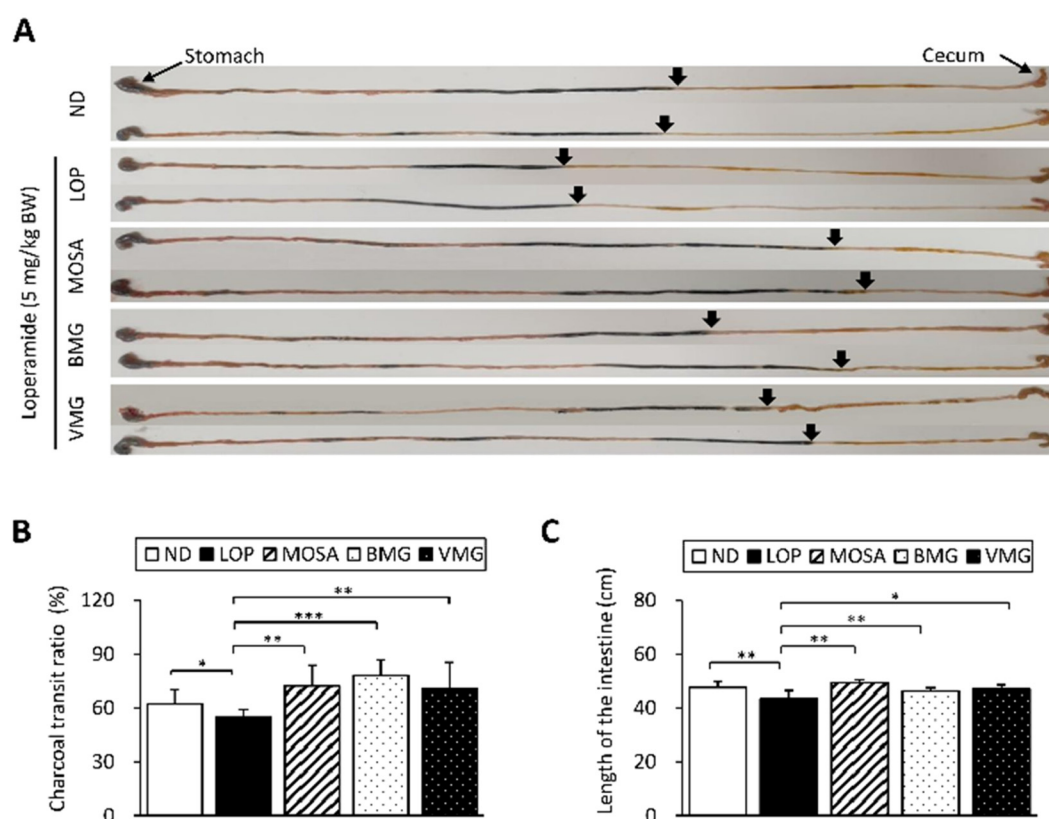 A
Stomach
Cecum
ND
Loperamide (5 mg/kg BW)
LOP
MOSA
BMG
VMG
B
ND LOP MOSA BMG VMG
Charcoal transit ratio (%)
120
90
60
30
0
*
**
***
**
C
ND LOP MOSA BMG VMG
Length of the intestine (cm)
80
60
40
20
0
**
**
**
*